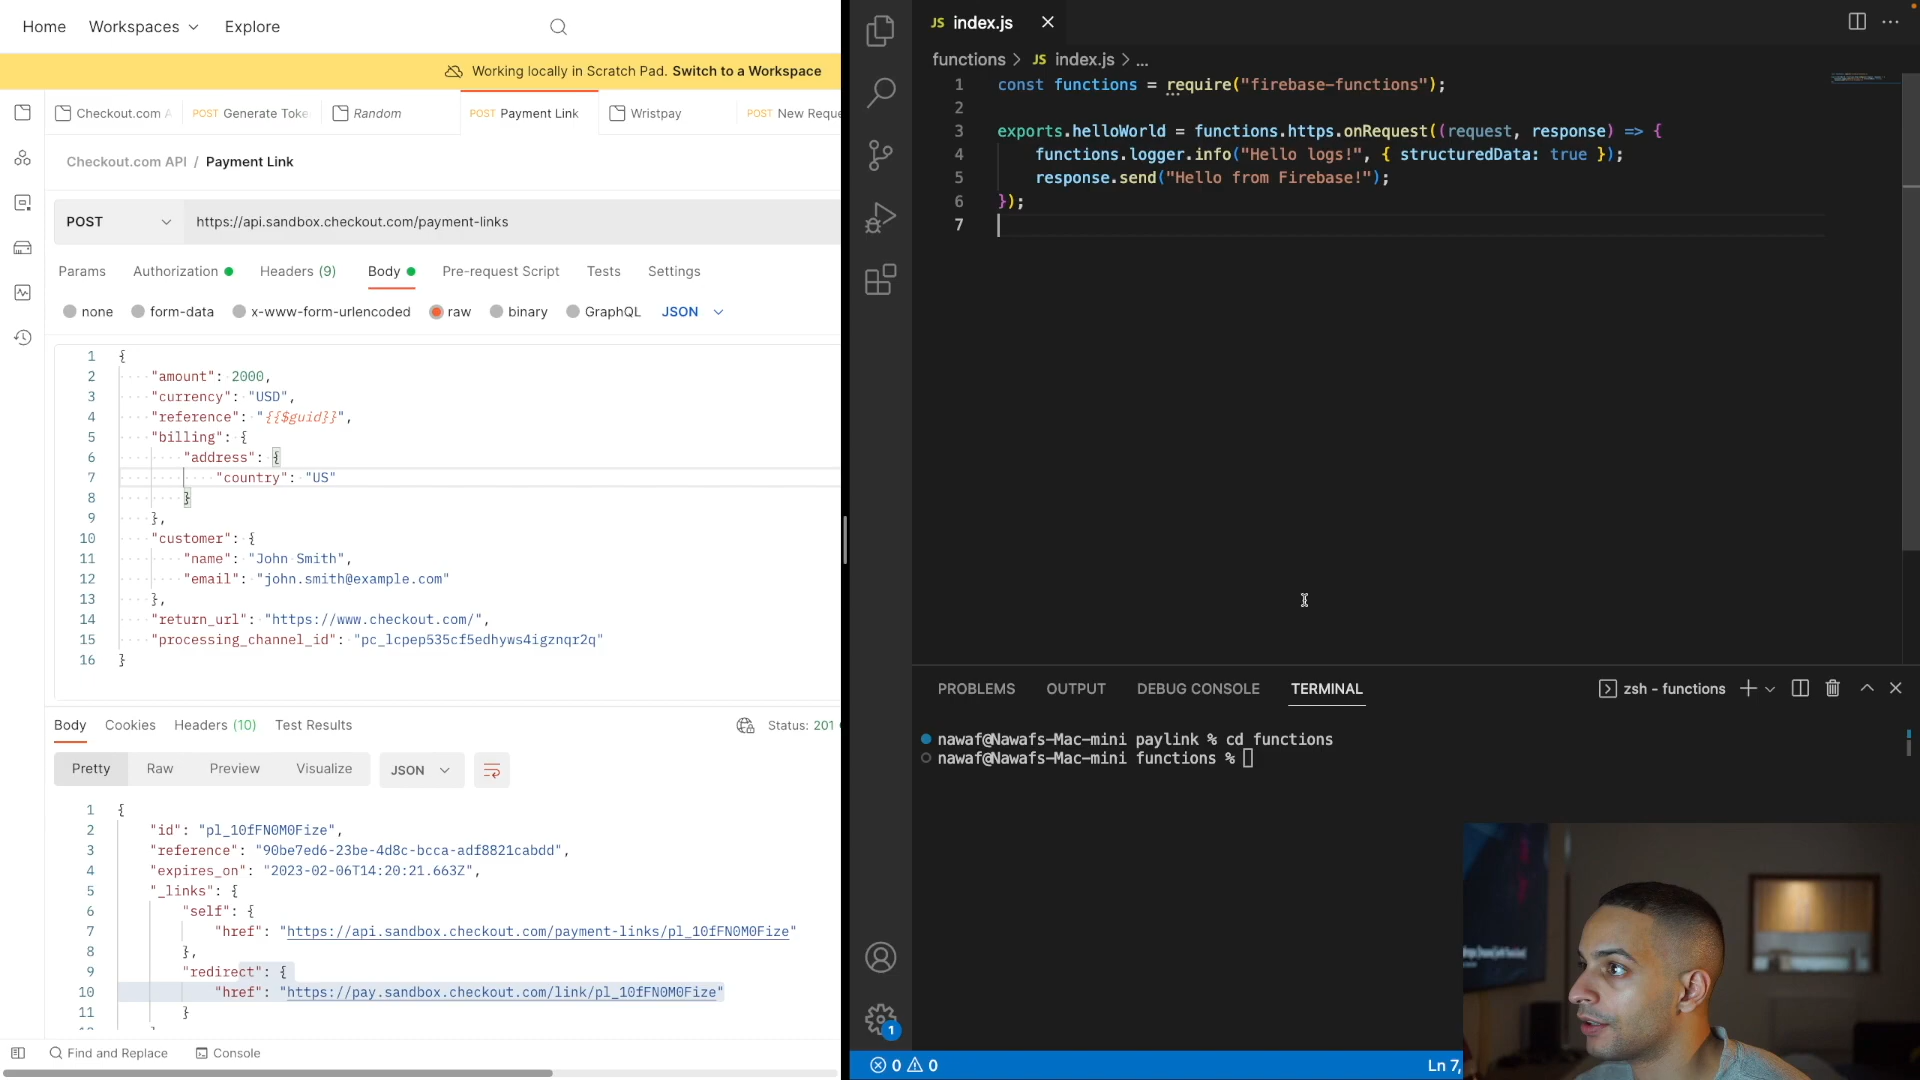 Home Workspaces Explore
Working locally in Scratch Pad. Switch to a Workspace
Checkout.com A POST Generate Toke Random POST Payment Link Wristpay POST New Reque
Checkout.com API / Payment Link
POST https://api.sandbox.checkout.com/payment-links
Params Authorization Headers (9) Body Pre-request Script Tests Settings
none form-data x-www-form-urlencoded raw binary GraphQL JSON
1 {
2 "amount": 2000,
3 "currency": "USD",
4 "reference": "{{$guid}}",
5 "billing": {
6 "address": {
7 "country": "US"
8 }
9 },
10 "customer": {
11 "name": "John Smith",
12 "email": "john.smith@example.com"
13 },
14 "return_url": "https://www.checkout.com/",
15 "processing_channel_id": "pc_lcpep535cf5edhyws4igznqr2q"
16 }
Body Cookies Headers (10) Test Results Status: 201
Pretty Raw Preview Visualize JSON
1 {
2 "id": "pl_10fFN0M0Fize",
3 "reference": "90be7ed6-23be-4d8c-bcca-adf8821cabdd",
4 "expires_on": "2023-02-06T14:20:21.663Z",
5 "_links": {
6 "self": {
7 "href": "https://api.sandbox.checkout.com/payment-links/pl_10fFN0M0Fize"
8 },
9 "redirect": {
10 "href": "https://pay.sandbox.checkout.com/link/pl_10fFN0M0Fize"
11 }
Find and Replace Console
JS index.js
functions > JS index.js > ...
1 const functions = require("firebase-functions");
2
3 exports.helloWorld = functions.https.onRequest((request, response) => {
4 functions.logger.info("Hello logs!", { structuredData: true });
5 response.send("Hello from Firebase!");
6 });
7
PROBLEMS OUTPUT DEBUG CONSOLE TERMINAL zsh - functions
nawaf@Nawafs-Mac-mini paylink % cd functions
nawaf@Nawafs-Mac-mini functions %
1
0 0 Ln 7,